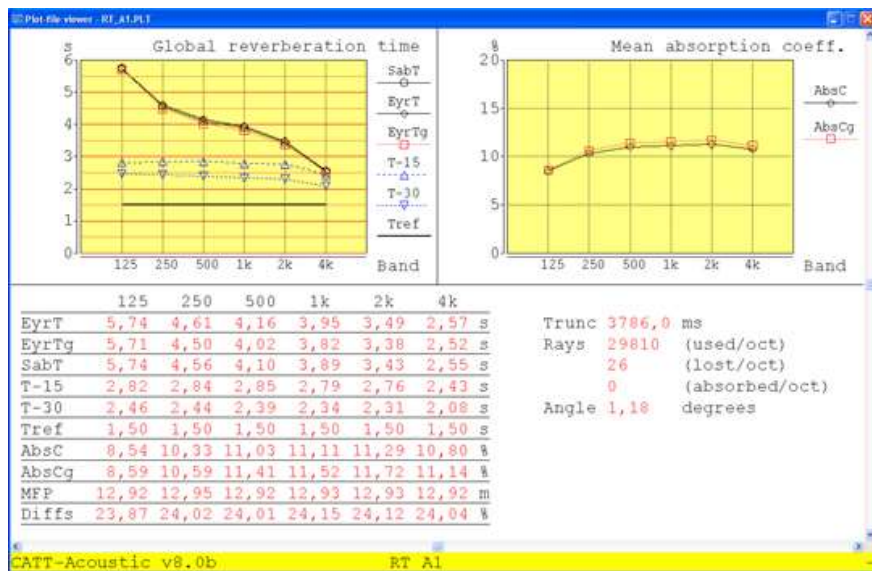 Plot-file viewer - RT_A1.PLT
s Global reverberation time
6
5
4
3
2
1
0
125 250 500 1k 2k 4k Band
SabT
EyrT
EyrTg
T-15
T-30
Tref
% Mean absorption coeff.
20
15
10
5
0
125 250 500 1k 2k 4k Band
AbsC
AbsCg
125 250 500 1k 2k 4k
EyrT 5,74 4,61 4,16 3,95 3,49 2,57 s
EyrTg 5,71 4,50 4,02 3,82 3,38 2,52 s
SabT 5,74 4,56 4,10 3,89 3,43 2,55 s
T-15 2,82 2,84 2,85 2,79 2,76 2,43 s
T-30 2,46 2,44 2,39 2,34 2,31 2,08 s
Tref 1,50 1,50 1,50 1,50 1,50 1,50 s
AbsC 8,54 10,33 11,03 11,11 11,29 10,80 %
AbsCg 8,59 10,59 11,41 11,52 11,72 11,14 %
MFP 12,92 12,95 12,92 12,93 12,93 12,92 m
Diffs 23,87 24,02 24,01 24,15 24,12 24,04 %
Trunc 3786,0 ms
Rays 29810 (used/oct)
26 (lost/oct)
0 (absorbed/oct)
Angle 1,18 degrees
CATT-Acoustic v8.0b RT A1